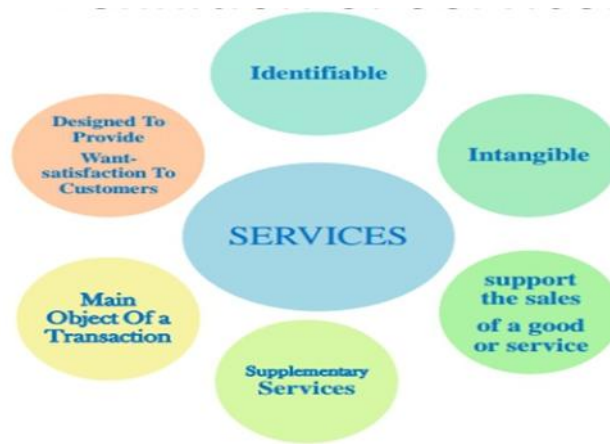 Identifiable
Designed To
Provide
Want-
satisfaction To
Customers
Intangible
SERVICES
Main
Object Of a
Transaction
support
the sales
of a good
or service
Supplementary
Services